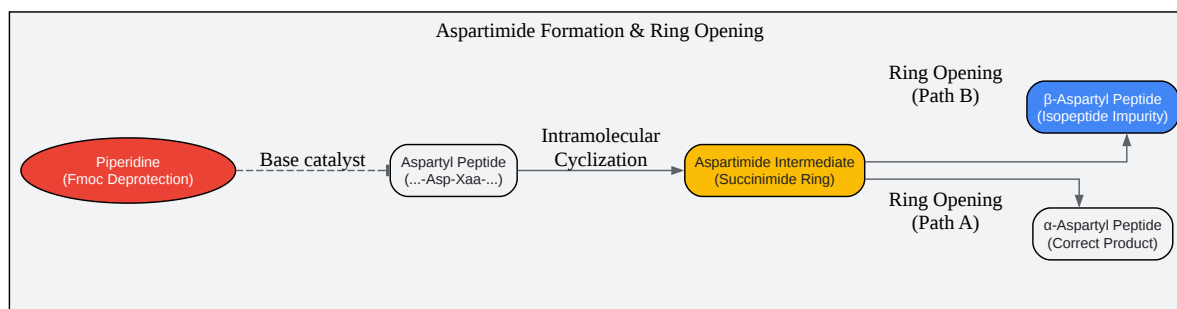 Aspartimide Formation & Ring Opening
Ring Opening
(Path B)
β-Aspartyl Peptide
(Isopeptide Impurity)
Piperidine
(Fmoc Deprotection)
Base catalyst
Aspartyl Peptide
(...-Asp-Xaa-...)
Intramolecular
Cyclization
Aspartimide Intermediate
(Succinimide Ring)
Ring Opening
(Path A)
α-Aspartyl Peptide
(Correct Product)